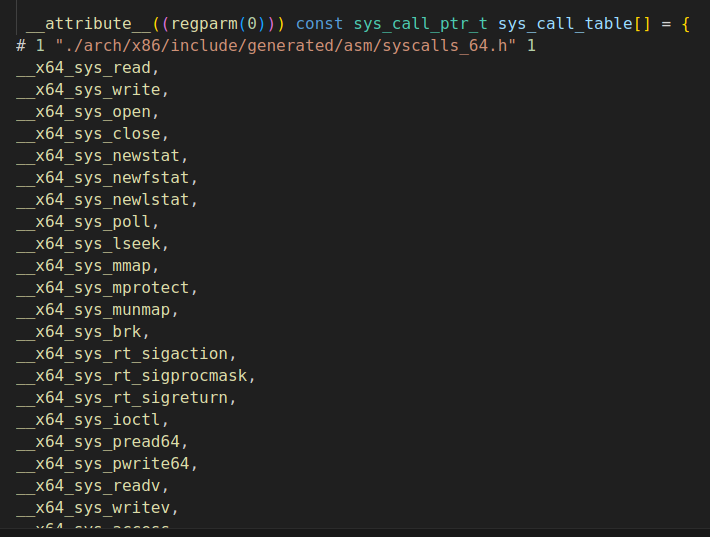 __attribute__((regparm(0))) const sys_call_ptr_t sys_call_table[] = {
# 1 "./arch/x86/include/generated/asm/syscalls_64.h" 1
__x64_sys_read,
__x64_sys_write,
__x64_sys_open,
__x64_sys_close,
__x64_sys_newstat,
__x64_sys_newfstat,
__x64_sys_newlstat,
__x64_sys_poll,
__x64_sys_lseek,
__x64_sys_mmap,
__x64_sys_mprotect,
__x64_sys_munmap,
__x64_sys_brk,
__x64_sys_rt_sigaction,
__x64_sys_rt_sigprocmask,
__x64_sys_rt_sigreturn,
__x64_sys_ioctl,
__x64_sys_pread64,
__x64_sys_pwrite64,
__x64_sys_readv,
__x64_sys_writev,